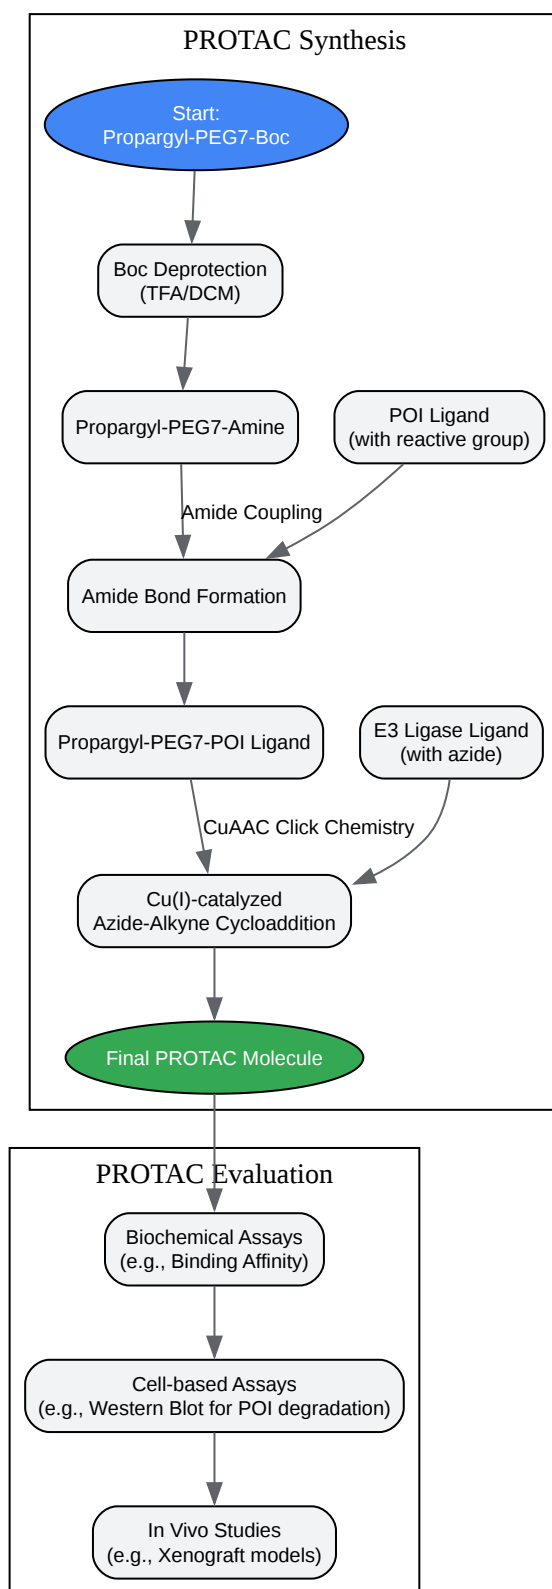 PROTAC Synthesis
Start:
Propargyl-PEG7-Boc
Boc Deprotection
(TFA/DCM)
Propargyl-PEG7-Amine
POI Ligand
(with reactive group)
Amide Coupling
Amide Bond Formation
Propargyl-PEG7-POI Ligand
E3 Ligase Ligand
(with azide)
CuAAC Click Chemistry
Cu(I)-catalyzed
Azide-Alkyne Cycloaddition
Final PROTAC Molecule
PROTAC Evaluation
Biochemical Assays
(e.g., Binding Affinity)
Cell-based Assays
(e.g., Western Blot for POI degradation)
In Vivo Studies
(e.g., Xenograft models)